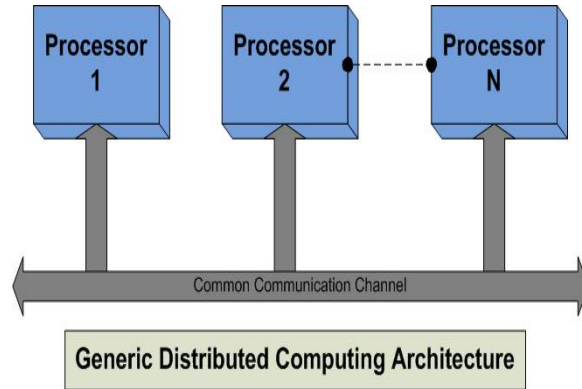 Processor
1
Processor
2
Processor
N
Common Communication Channel
Generic Distributed Computing Architecture